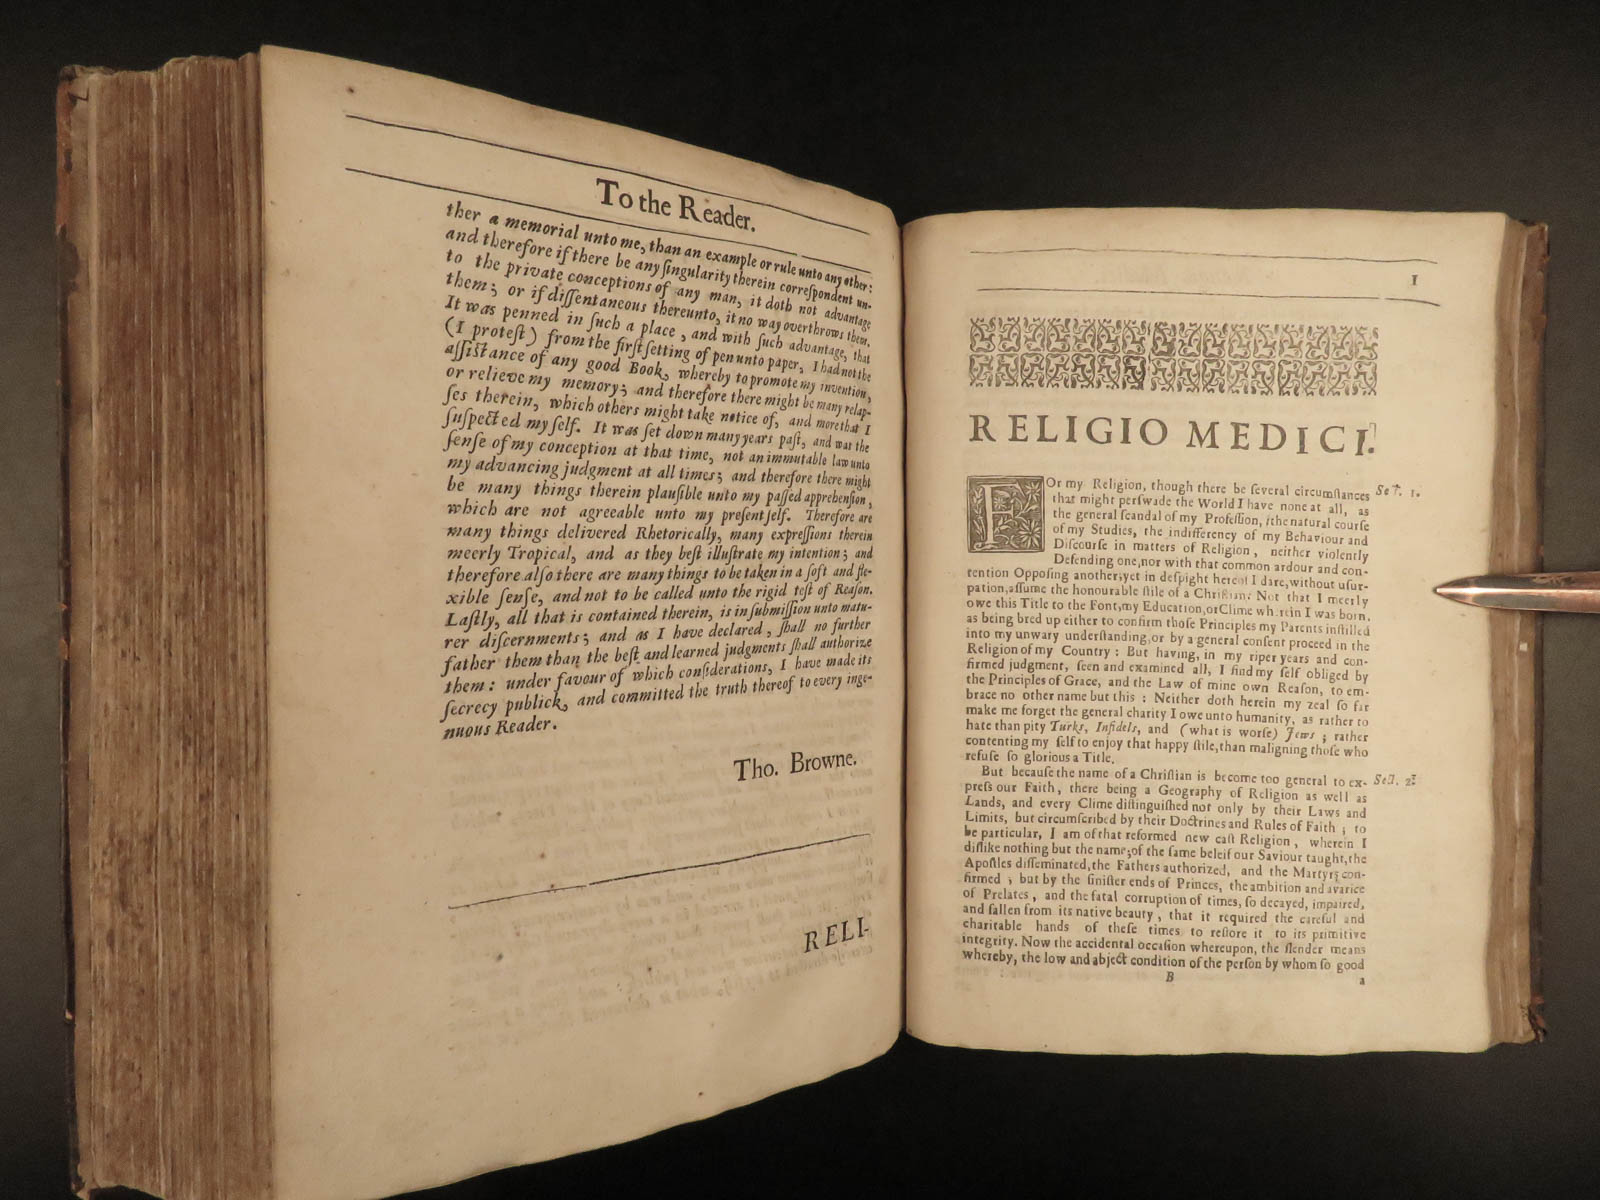 To the Reader.
ther a memorial unto me, than an example or rule unto any other:
and therefore if there be any ſingularity therein correſpondent un-
to the private conceptions of any man, it doth not advantage
them; or if diſſentaneous thereunto, it no way overthrows them.
It was penned in ſuch a place, and with ſuch advantage, that
(I proteſt) from the firſt ſetting of pen unto paper, I had not the
aſſiſtance of any good Book, whereby to promote my invention,
or relieve my memory; and therefore there might be many relap-
ſes therein, which others might take notice of, and more that I
ſuſpected my ſelf. It was ſet down many years paſt, and was the
ſenſe of my conception at that time, not an immutable law unto
my advancing judgment at all times; and therefore there might
be many things therein plauſible unto my paſſed apprehenſion,
which are not agreeable unto my preſent ſelf. Therefore are
many things delivered Rhetorically, many expreſſions therein
meerly Tropical, and as they beſt illuſtrate my intention; and
therefore alſo there are many things to be taken in a ſoft and fle-
xible ſenſe, and not to be called unto the rigid teſt of Reaſon.
Laſtly, all that is contained therein, is in ſubmiſſion unto matu-
rer diſcernments; and as I have declared, ſhall no further
father them than the beſt and learned judgments ſhall authorize
them: under favour of which conſiderations, I have made its
ſecrecy publick, and committed the truth thereof to every inge-
nuous Reader.
Tho. Browne.
RELI-
1
RELIGIO MEDICI.
FOr my Religion, though there be ſeveral circumſtances Sect. 1.
that might perſwade the World I have none at all, as
the general ſcandal of my Profeſſion, the natural courſe
of my Studies, the indifferency of my Behaviour and
Diſcourſe in matters of Religion, neither violently
Defending one, nor with that common ardour and con-
tention Oppoſing another; yet in deſpight hereof I dare, without uſur-
pation, aſſume the honourable ſtile of a Chriſtian: Not that I meerly
owe this Title to the Font, my Education, or Clime wherein I was born,
as being bred up either to confirm thoſe Principles my Parents inſtilled
into my unwary underſtanding, or by a general conſent proceed in the
Religion of my Country: But having, in my riper years and con-
firmed judgment, ſeen and examined all, I find my ſelf obliged by
the Principles of Grace, and the Law of mine own Reaſon, to em-
brace no other name but this: Neither doth herein my zeal ſo far
make me forget the general charity I owe unto humanity, as rather to
hate than pity Turks, Infidels, and (what is worſe) Jews; rather
contenting my ſelf to enjoy that happy ſtile, than maligning thoſe who
refuſe ſo glorious a Title.
But becauſe the name of a Chriſtian is become too general to ex- Sect. 2.
preſs our Faith, there being a Geography of Religion as well as
Lands, and every Clime diſtinguiſhed not only by their Laws and
Limits, but circumſcribed by their Doctrines and Rules of Faith; to
be particular, I am of that reformed new caſt Religion, wherein I
diſlike nothing but the name; of the ſame beleif our Saviour taught, the
Apoſtles diſſeminated, the Fathers authorized, and the Martyrs con-
firmed; but by the ſiniſter ends of Princes, the ambition and avarice
of Prelates, and the fatal corruption of times, ſo decayed, impaired,
and fallen from its native beauty, that it required the careful and
charitable hands of theſe times to reſtore it to its primitive
integrity. Now the accidental occaſion whereupon, the ſlender means
whereby, the low and abject condition of the perſon by whom ſo good
B a